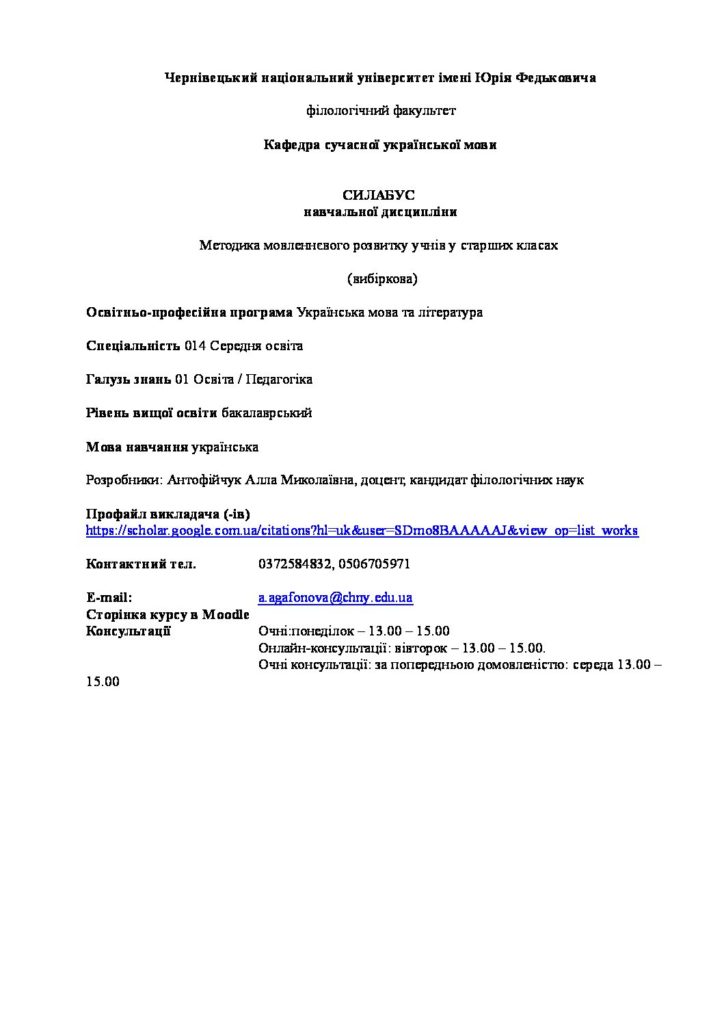 Чернівецький національний університет імені Юрія Федьковича
філологічний факультет
Кафедра сучасної української мови
СИЛАБУС
навчальної дисципліни
Методика мовленнєвого розвитку учнів у старших класах
(вибіркова)
Освітньо-професійна програма Українська мова та література
Спеціальність 014 Середня освіта
Галузь знань 01 Освіта / Педагогіка
Рівень вищої освіти бакалаврський
Мова навчання українська
Розробники: Антофійчук Алла Миколаївна, доцент, кандидат філологічних наук
Профайл викладача (-ів)
https://scholar.google.com.ua/citations?hl=uk&user=SDmo8BAAAAAJ&view_op=list_works
Контактний тел. 0372584832, 0506705971
E-mail: a.agafonova@chny.edu.ua
Сторінка курсу в Moodle
Консультації Очні:понеділок – 13.00 – 15.00
Онлайн-консультації: вівторок – 13.00 – 15.00.
Очні консультації: за попередньою домовленістю: середа 13.00 –
15.00